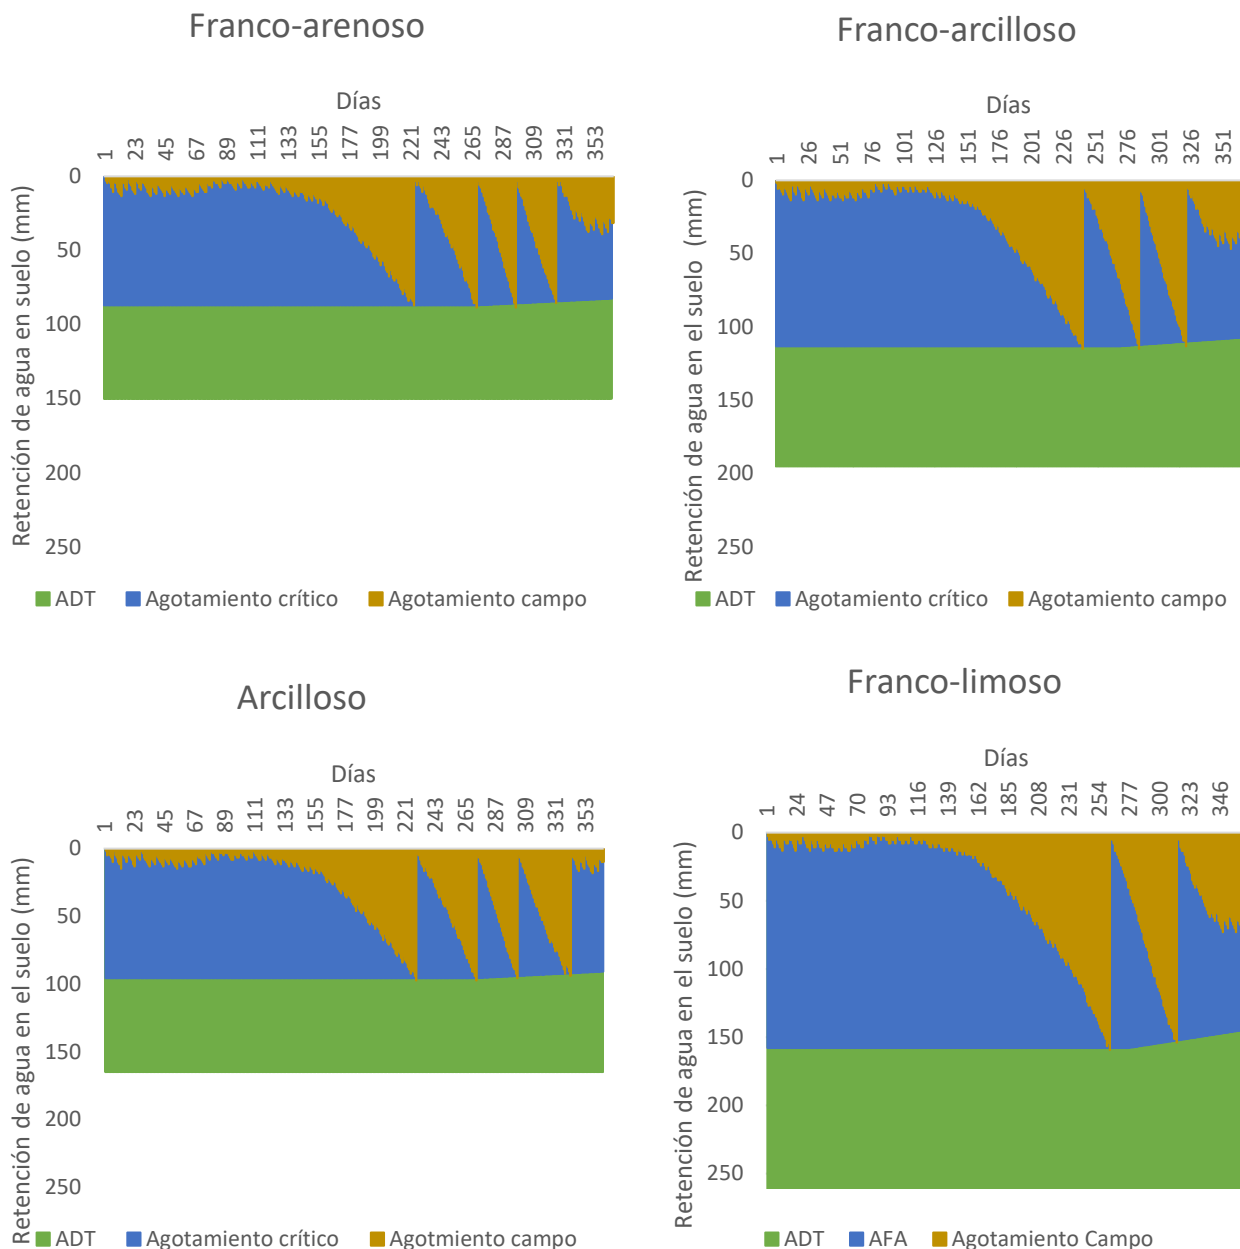 Franco-arenoso
Días
1 23 45 67 89 111 133 155 177 199 221 243 265 287 309 331 353
0
50
100
150
200
250
Retención de agua en suelo (mm)
ADT Agotamiento crítico Agotamiento campo
Franco-arcilloso
Días
1 26 51 76 101 126 151 176 201 226 251 276 301 326 351
0
50
100
150
200
250
Retención de agua en el suelo (mm)
ADT Agotamiento crítico Agotamiento campo
Arcilloso
Días
1 23 45 67 89 111 133 155 177 199 221 243 265 287 309 331 353
0
50
100
150
200
250
Retención de agua en el suelo (mm)
ADT Agotamiento crítico Agotmiento campo
Franco-limoso
Días
1 24 47 70 93 116 139 162 185 208 231 254 277 300 323 346
0
50
100
150
200
250
Retención de agua en el suelo (mm)
ADT AFA Agotamiento Campo